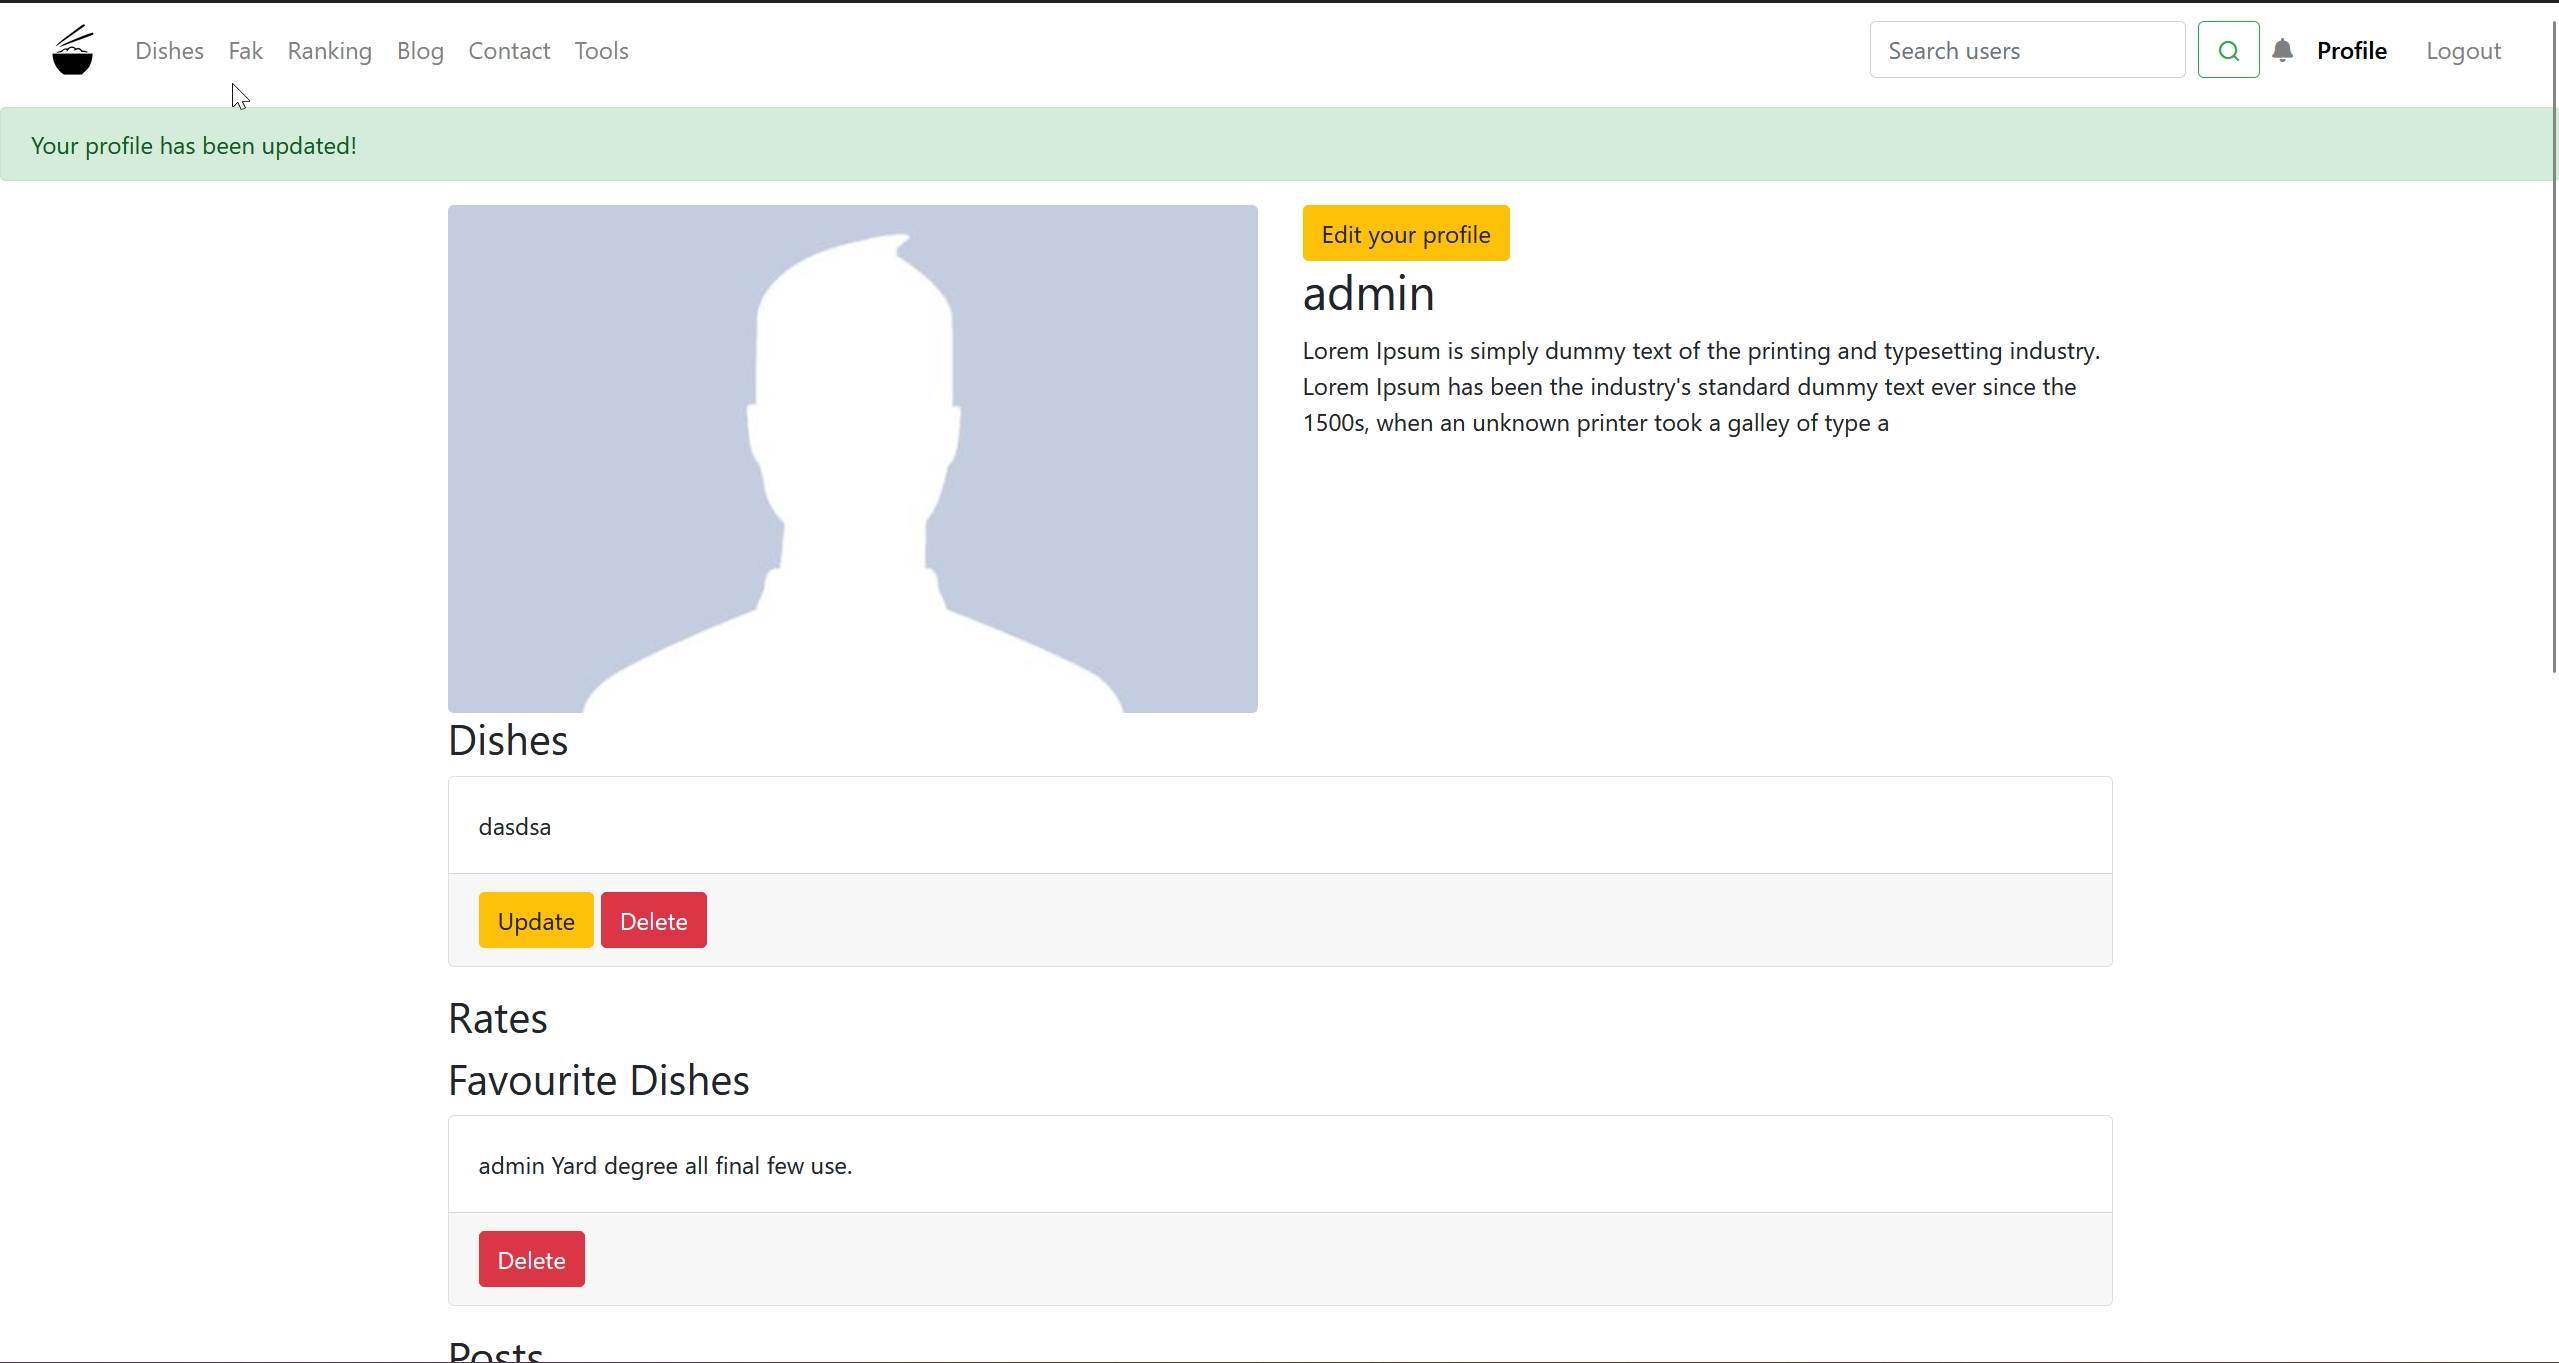 Dishes Fak Ranking Blog Contact Tools Search users Profile Logout
Your profile has been updated!
Edit your profile
admin
Lorem Ipsum is simply dummy text of the printing and typesetting industry.
Lorem Ipsum has been the industry's standard dummy text ever since the
1500s, when an unknown printer took a galley of type a
Dishes
dasdsa
Update Delete
Rates
Favourite Dishes
admin Yard degree all final few use.
Delete
Posts